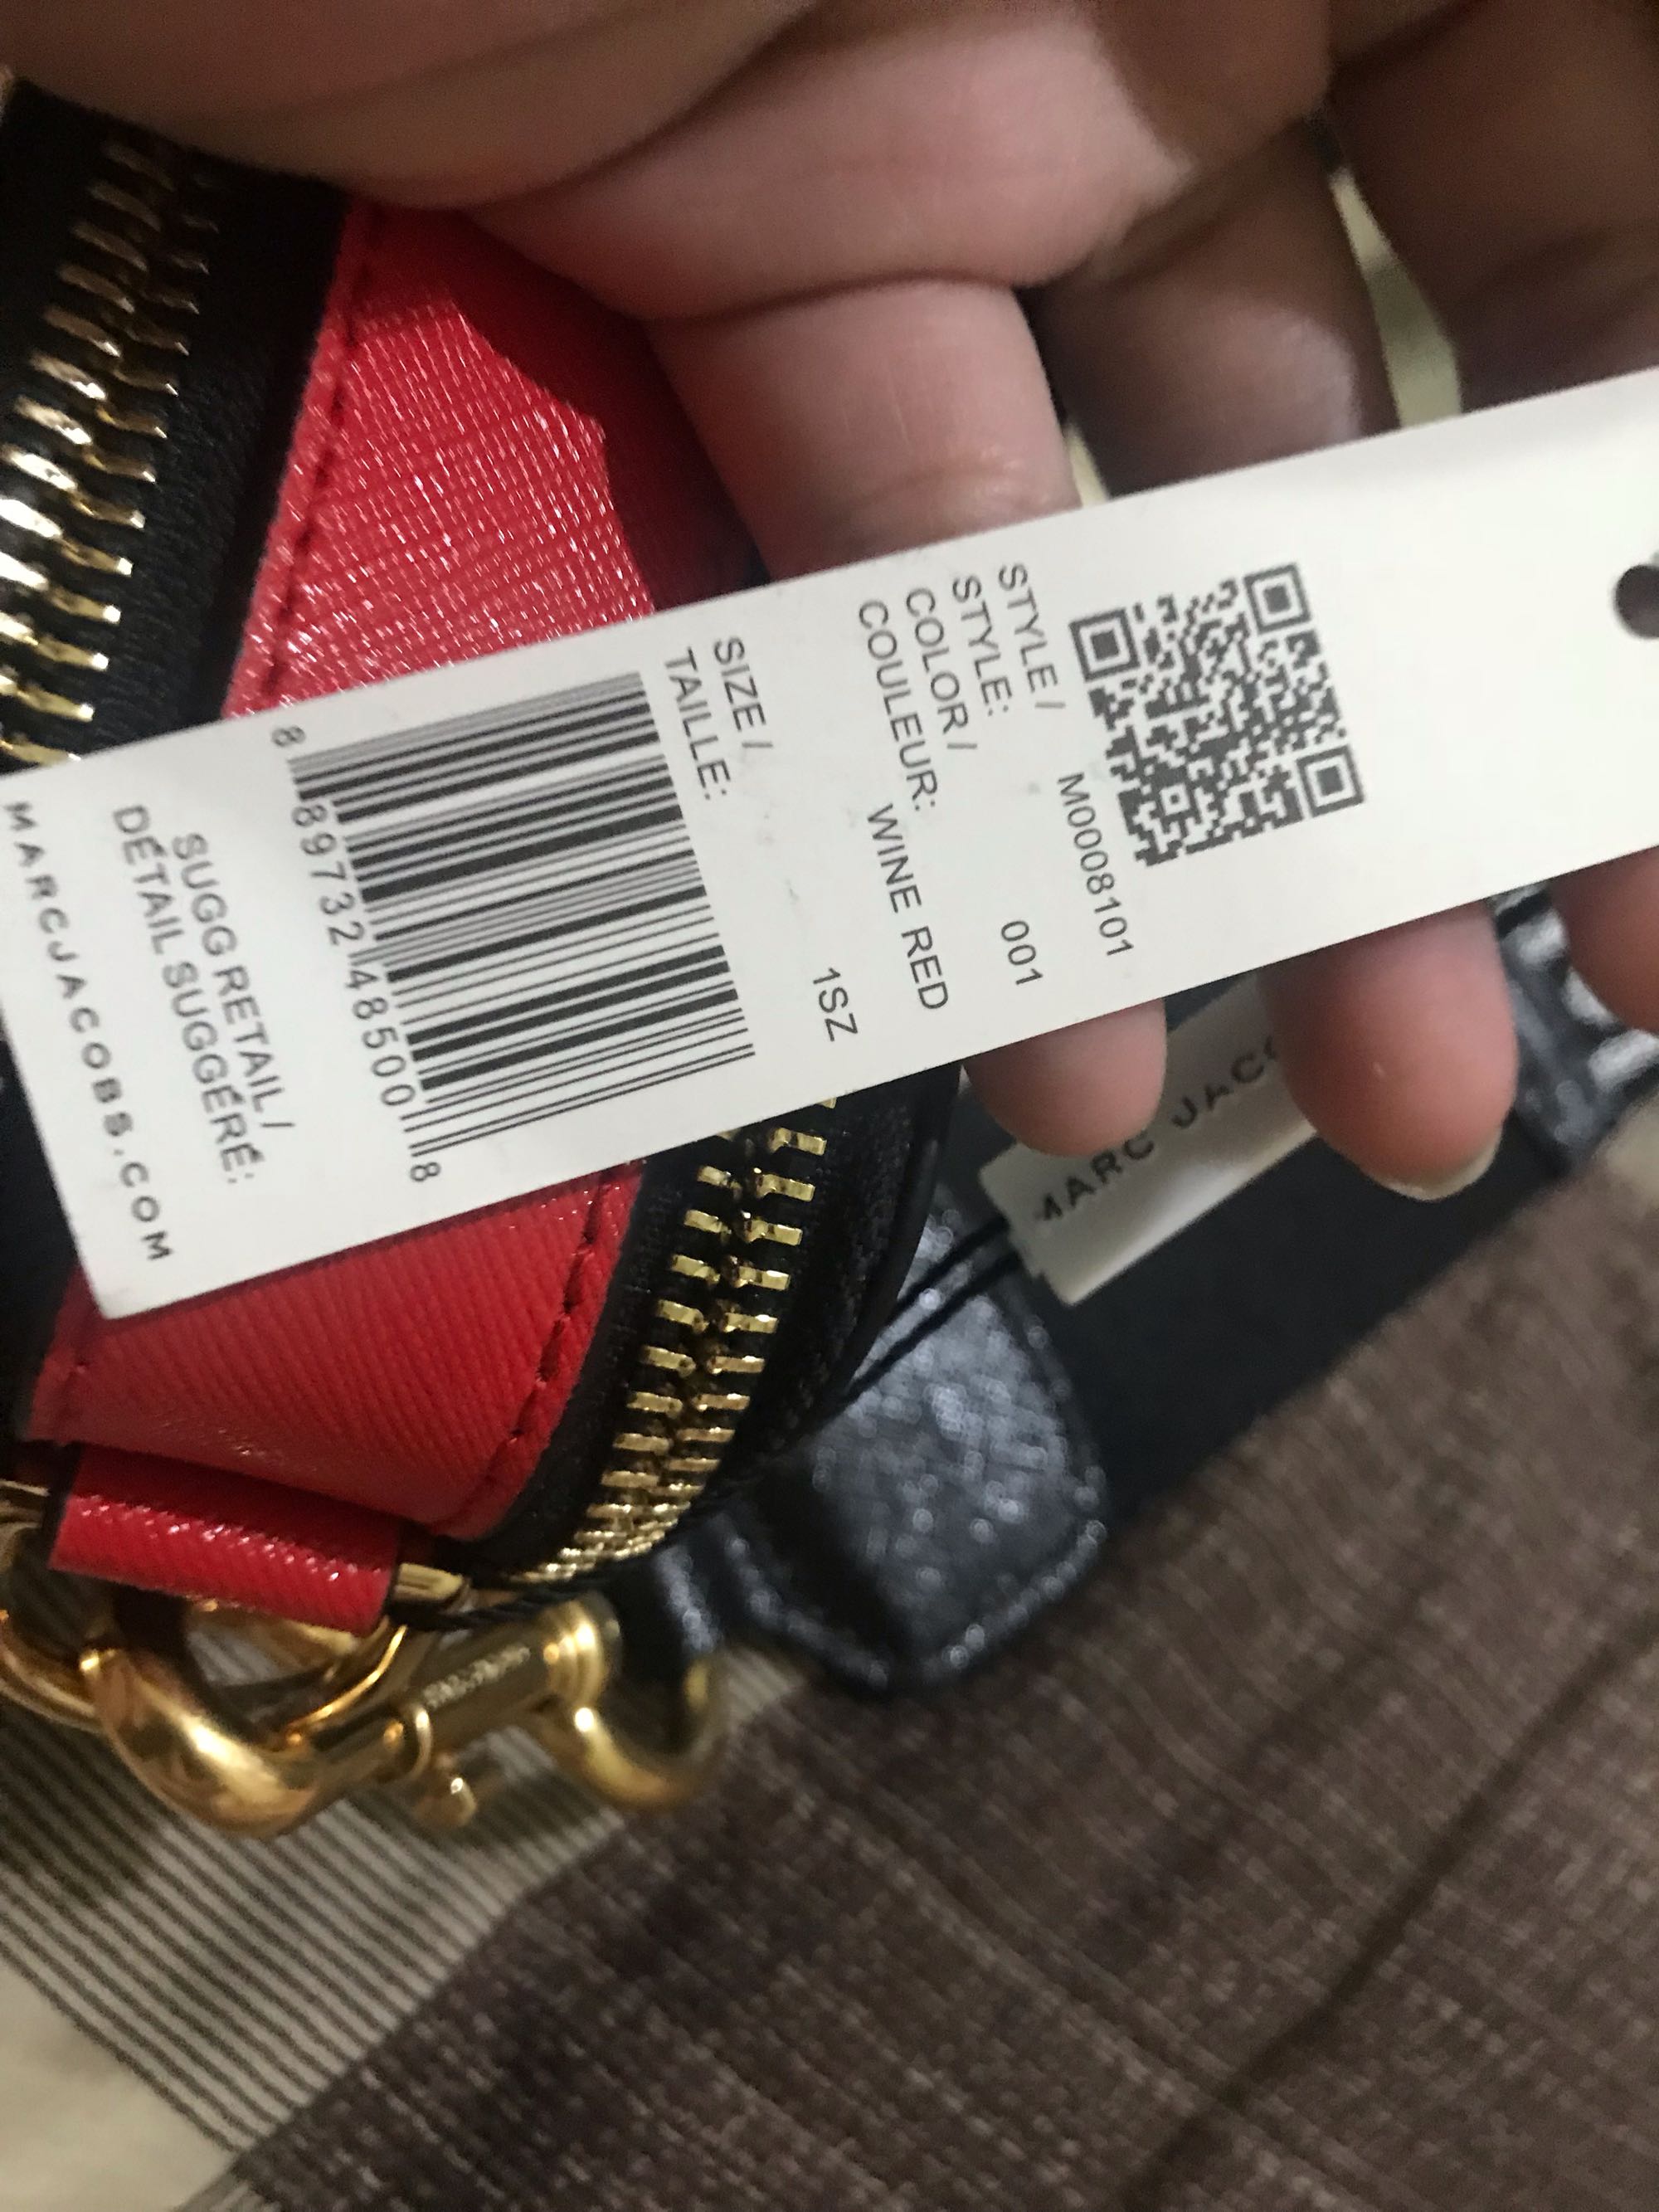 STYLE / M0008101
STYLE: 001
COLOR /
COULEUR: WINE RED
SIZE / 1SZ
TAILLE:
8 89732 48500 8
SUGG RETAIL /
DÉTAIL SUGGÉRÉ:
MARCJACOBS.COM
MARC JACO